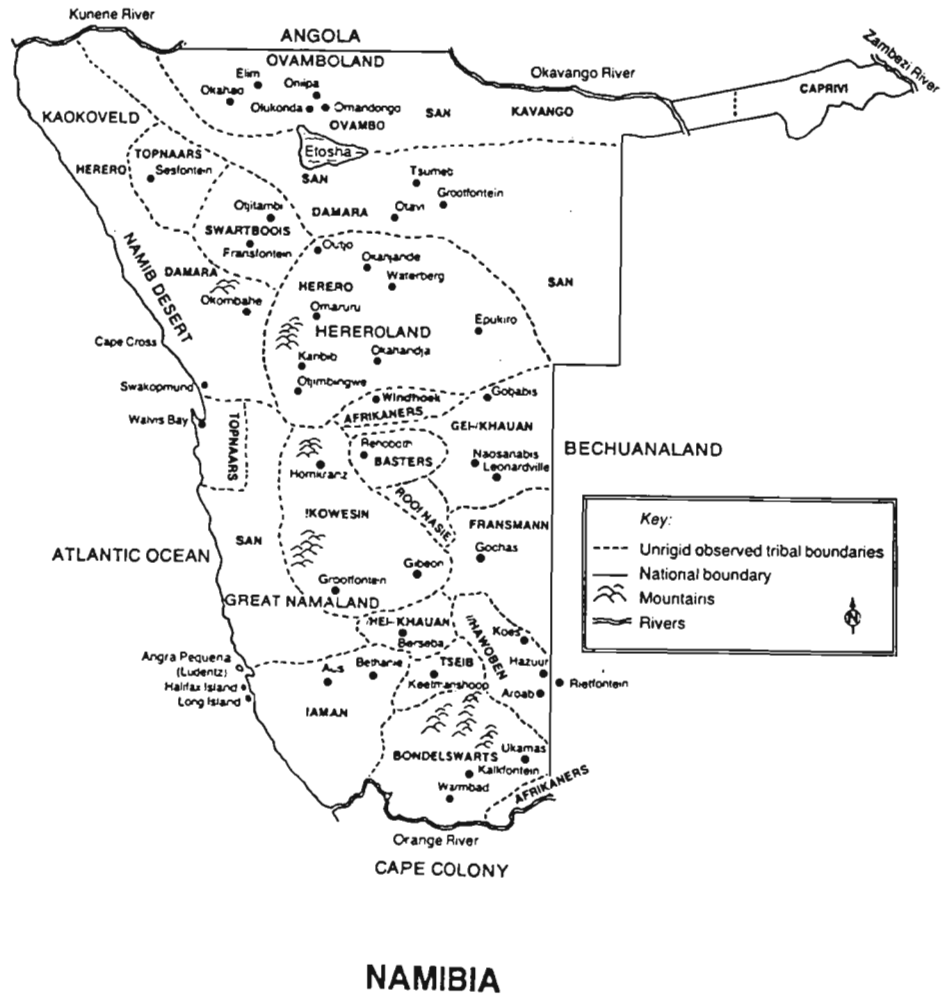 Kunene River
ANGOLA
Zambezi River
OVAMBOLAND
Okavango River
Elim
Oniipa
Okahao
CAPRIVI
Olukonda
Omandongo
SAN
KAVANGO
KAOKOVELD
OVAMBO
Etosha
TOPNAARS
HERERO
Sesfontein
SAN
Tsumeb
Grootfontein
Otjitambi
DAMARA
Otavi
SWARTBOOIS
Fransfontein
Outjo
Okanjande
NAMIB DESERT
DAMARA
Waterberg
HERERO
SAN
Okombahe
Omaruru
Epukiro
HEREROLAND
Cape Cross
Karibib
Okahandja
Swakopmund
Otjimbingwe
Windhoek
Gobabis
Walvis Bay
AFRIKANERS
TOPNAARS
GEI-/KHAUAN
Rehoboth
BECHUANALAND
BASTERS
Naosanabis
Hornkranz
Leonardville
ROOI NASIE
!KOWESIN
FRANSMANN
Key:
SAN
ATLANTIC OCEAN
Gochas
Unrigid observed tribal boundaries
Gibeon
National boundary
Grootfontein
Mountains
N
GREAT NAMALAND
Rivers
/HEI-KHAUAN
Koes
Berseba
//HAWOBEN
Angra Pequena
(Ludentz)
Aus
Bethanie
TSEIB
Hazuur
Halifax Island
Keetmanshoop
Rietfontein
Long Island
Aroab
!AMAN
Ukamas
BONDELSWARTS
Kalkfontein
Warmbad
AFRIKANERS
Orange River
CAPE COLONY
NAMIBIA